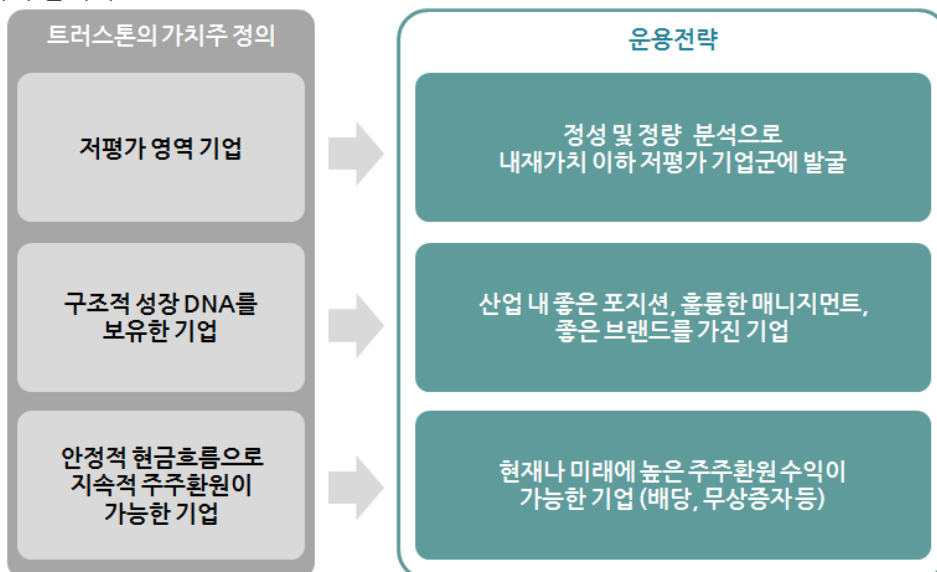 트러스톤의 가치주 정의
운용전략
저평가 영역 기업
정성 및 정량 분석으로
내재가치 이하 저평가 기업군에 발굴
구조적 성장 DNA를
보유한 기업
산업 내 좋은 포지션, 훌륭한 매니지먼트,
좋은 브랜드를 가진 기업
안정적 현금흐름으로
지속적 주주환원이
가능한 기업
현재나 미래에 높은 주주환원 수익이
가능한 기업 (배당, 무상증자 등)